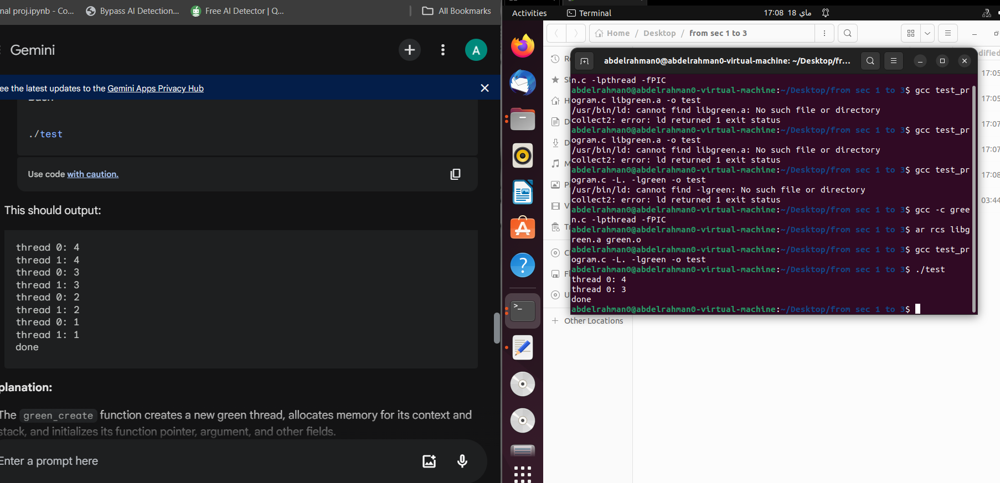 nal proj.ipynb - Co...
Bypass AI Detection...
Free AI Detector | Q...
All Bookmarks
Gemini
A
ee the latest updates to the Gemini Apps Privacy Hub
./test
Use code with caution.
This should output:
thread 0: 4
thread 1: 4
thread 0: 3
thread 1: 3
thread 0: 2
thread 1: 2
thread 0: 1
thread 1: 1
done
planation:
The green_create function creates a new green thread, allocates memory for its context and
stack, and initializes its function pointer, argument, and other fields.
Enter a prompt here
Activities
Terminal
17:08 18 ماي
Home / Desktop / from sec 1 to 3
abdelrahman0@abdelrahman0-virtual-machine: ~/Desktop/fr...
dified
17:05
17:05
17:07
17:07
17:08
03:44
n.c -lpthread -fPIC
abdelrahman0@abdelrahman0-virtual-machine:~/Desktop/from sec 1 to 3$ gcc test_pr
ogram.c libgreen.a -o test
/usr/bin/ld: cannot find libgreen.a: No such file or directory
collect2: error: ld returned 1 exit status
abdelrahman0@abdelrahman0-virtual-machine:~/Desktop/from sec 1 to 3$ gcc test_pr
ogram.c libgreen.a -o test
/usr/bin/ld: cannot find libgreen.a: No such file or directory
collect2: error: ld returned 1 exit status
abdelrahman0@abdelrahman0-virtual-machine:~/Desktop/from sec 1 to 3$ gcc test_pr
ogram.c -L. -lgreen -o test
/usr/bin/ld: cannot find -lgreen: No such file or directory
collect2: error: ld returned 1 exit status
abdelrahman0@abdelrahman0-virtual-machine:~/Desktop/from sec 1 to 3$ gcc -c gree
n.c -lpthread -fPIC
abdelrahman0@abdelrahman0-virtual-machine:~/Desktop/from sec 1 to 3$ ar rcs libg
reen.a green.o
abdelrahman0@abdelrahman0-virtual-machine:~/Desktop/from sec 1 to 3$ gcc test_pr
ogram.c -L. -lgreen -o test
abdelrahman0@abdelrahman0-virtual-machine:~/Desktop/from sec 1 to 3$ ./test
thread 0: 4
thread 0: 3
done
abdelrahman0@abdelrahman0-virtual-machine:~/Desktop/from sec 1 to 3$
Other Locations